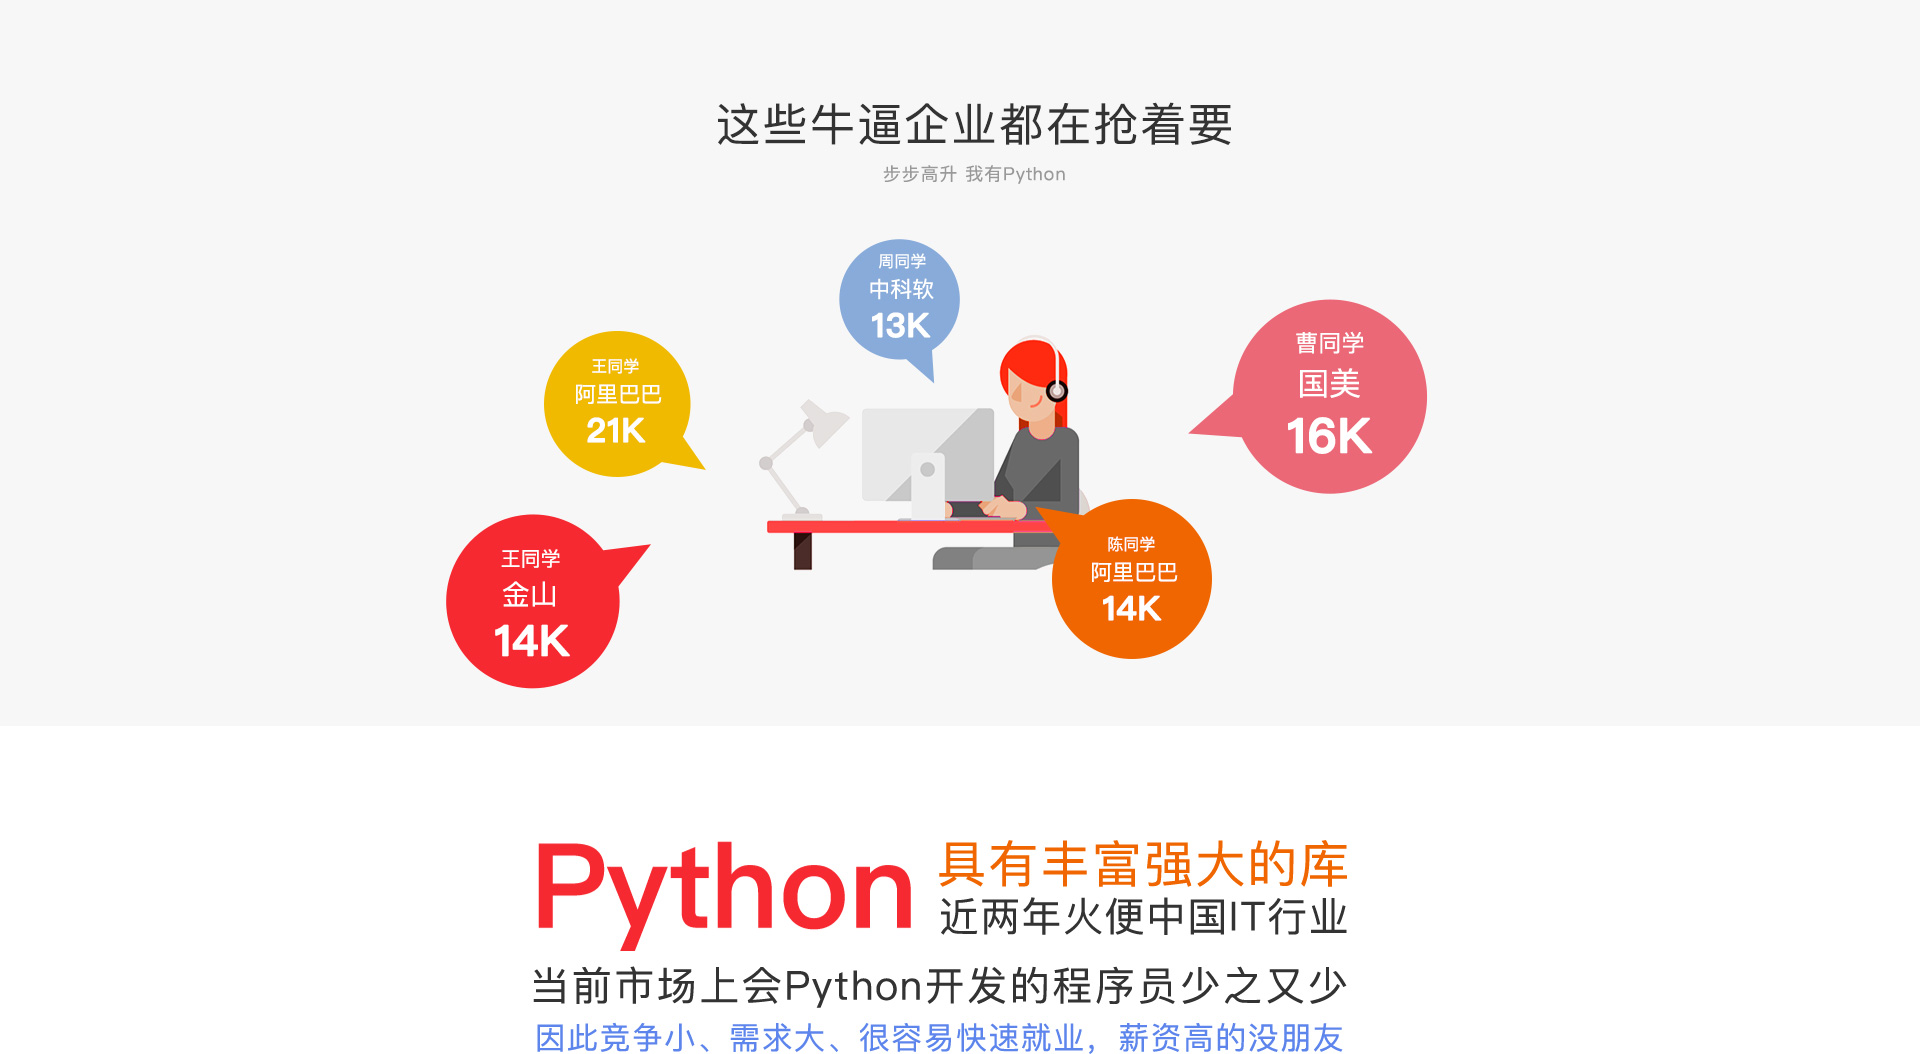 这些牛逼企业都在抢着要
步步高升 我有Python
周同学
中科软
13K
王同学
阿里巴巴
21K
曹同学
国美
16K
王同学
金山
14K
陈同学
阿里巴巴
14K
Python
具有丰富强大的库
近两年火便中国IT行业
当前市场上会Python开发的程序员少之又少
因此竞争小、需求大、很容易快速就业，薪资高的没朋友